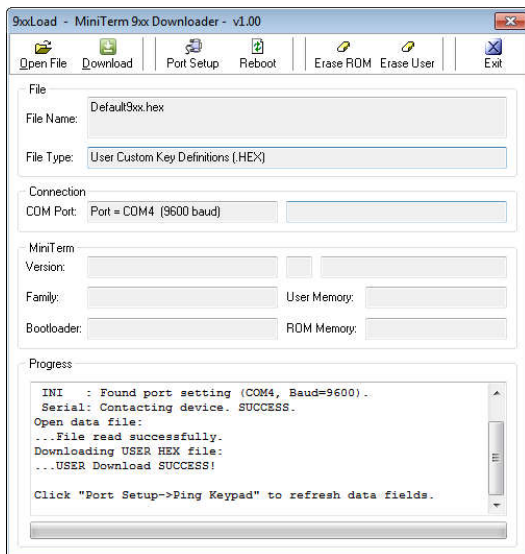 9xxLoad - MiniTerm 9xx Downloader - v1.00
Open File Download Port Setup Reboot Erase ROM Erase User Exit
File
File Name: Default9xx.hex
File Type: User Custom Key Definitions (.HEX)
Connection
COM Port: Port = COM4 (9600 baud)
MiniTerm
Version:
Family: User Memory:
Bootloader: ROM Memory:
Progress
INI : Found port setting (COM4, Baud=9600).
Serial: Contacting device. SUCCESS.
Open data file:
...File read successfully.
Downloading USER HEX file:
...USER Download SUCCESS!
Click "Port Setup->Ping Keypad" to refresh data fields.